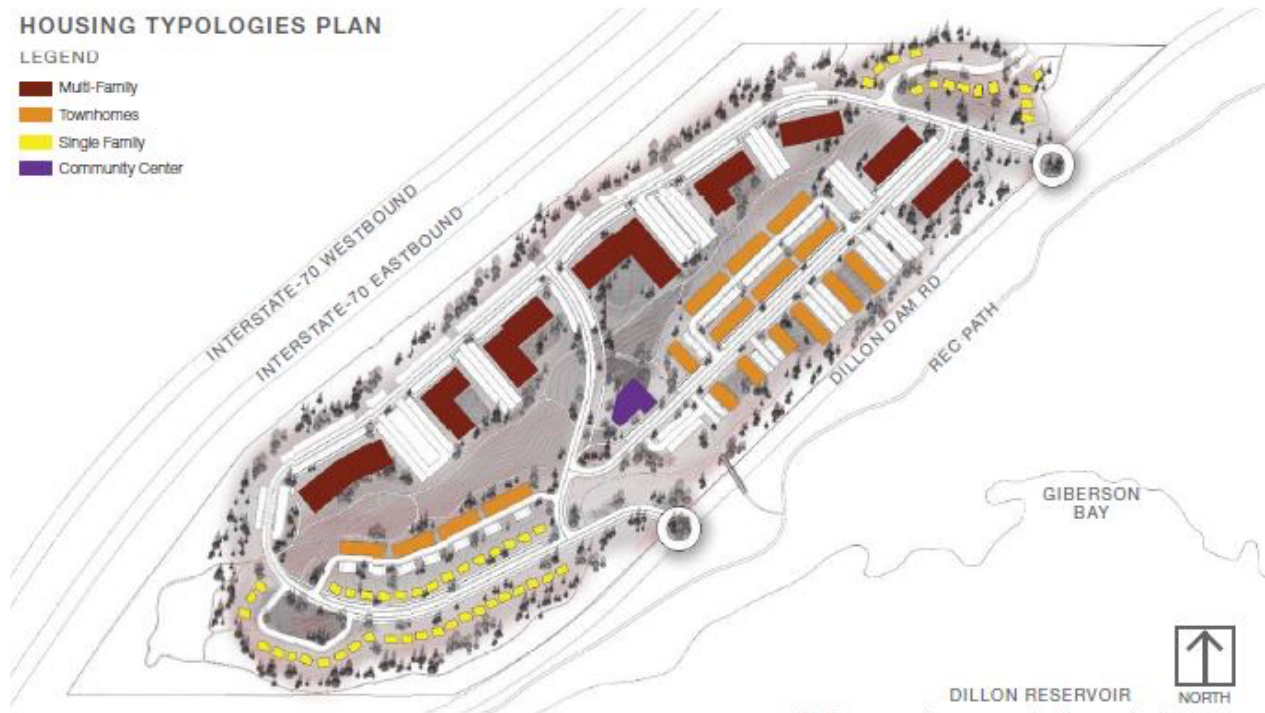 HOUSING TYPOLOGIES PLAN
LEGEND
Multi-Family
Townhomes
Single Family
Community Center
INTERSTATE-70 WESTBOUND
INTERSTATE-70 EASTBOUND
DILLON DAM RD
REC PATH
GIBERSON
BAY
DILLON RESERVOIR
NORTH